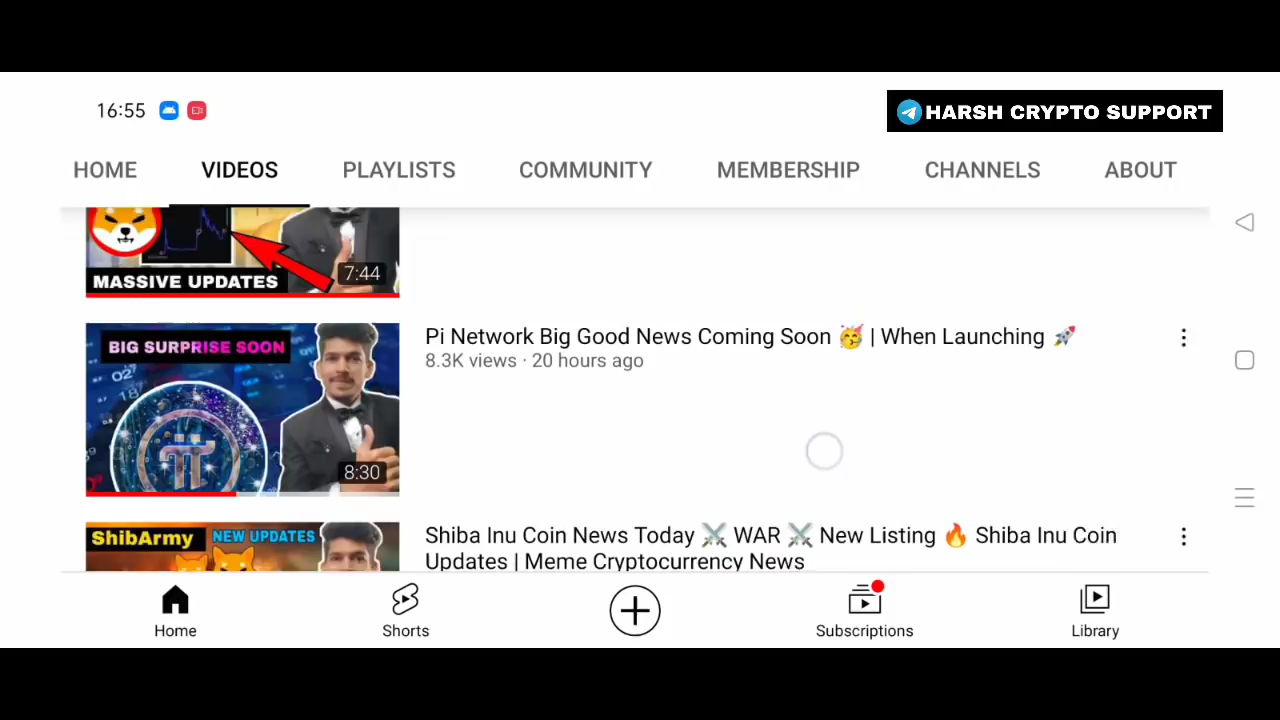 16:55
HARSH CRYPTO SUPPORT
HOME VIDEOS PLAYLISTS COMMUNITY MEMBERSHIP CHANNELS ABOUT
MASSIVE UPDATES
7:44
BIG SURPRISE SOON
8:30
Pi Network Big Good News Coming Soon 🥳 | When Launching 🚀
8.3K views · 20 hours ago
ShibArmy NEW UPDATES
Shiba Inu Coin News Today ⚔️ WAR ⚔️ New Listing 🔥 Shiba Inu Coin
Updates | Meme Cryptocurrency News
Home Shorts Subscriptions Library